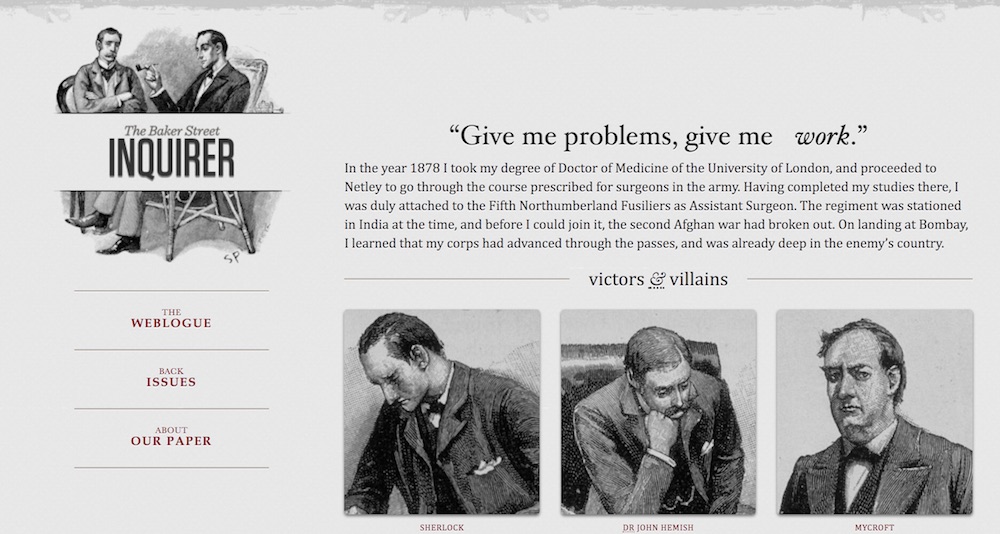 The Baker Street
INQUIRER
SP
THE
WEBLOGUE
BACK
ISSUES
ABOUT
OUR PAPER
“Give me problems, give me work.”
In the year 1878 I took my degree of Doctor of Medicine of the University of London, and proceeded to
Netley to go through the course prescribed for surgeons in the army. Having completed my studies there, I
was duly attached to the Fifth Northumberland Fusiliers as Assistant Surgeon. The regiment was stationed
in India at the time, and before I could join it, the second Afghan war had broken out. On landing at Bombay,
I learned that my corps had advanced through the passes, and was already deep in the enemy’s country.
victors & villains
SHERLOCK
DR JOHN HEMISH
MYCROFT